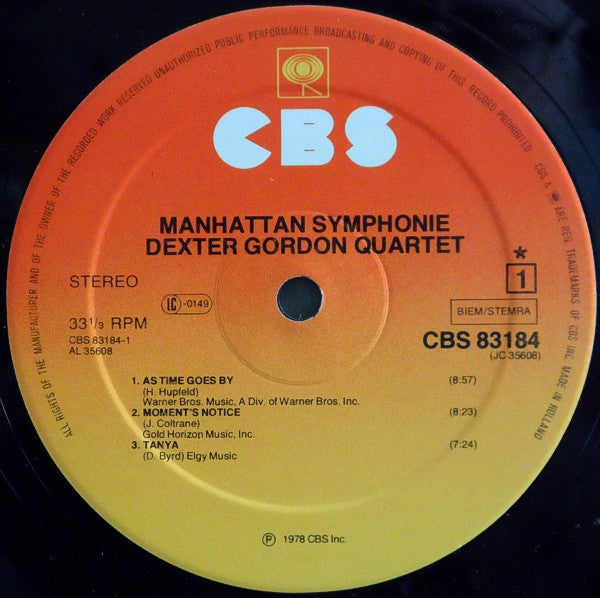 ALL RIGHTS OF THE MANUFACTURER AND OF THE OWNER OF THE RECORDED WORK RESERVED UNAUTHORIZED PUBLIC PERFORMANCE BROADCASTING AND COPYING OF THIS RECORD PROHIBITED
CBS & ARE REG. TRADEMARKS OF CBS INC. MADE IN HOLLAND
CBS
MANHATTAN SYMPHONIE
DEXTER GORDON QUARTET
STEREO
LC-0149
*
1
33 1/3 RPM
BIEM/STEMRA
CBS 83184-1
AL 35608
CBS 83184
(JC 35608)
1. AS TIME GOES BY (8:57)
(H. Hupfeld)
Warner Bros. Music, A Div. of Warner Bros. Inc.
2. MOMENT'S NOTICE (8:23)
(J. Coltrane)
Gold Horizon Music, Inc.
3. TANYA (7:24)
(D. Byrd) Elgy Music
℗ 1978 CBS Inc.